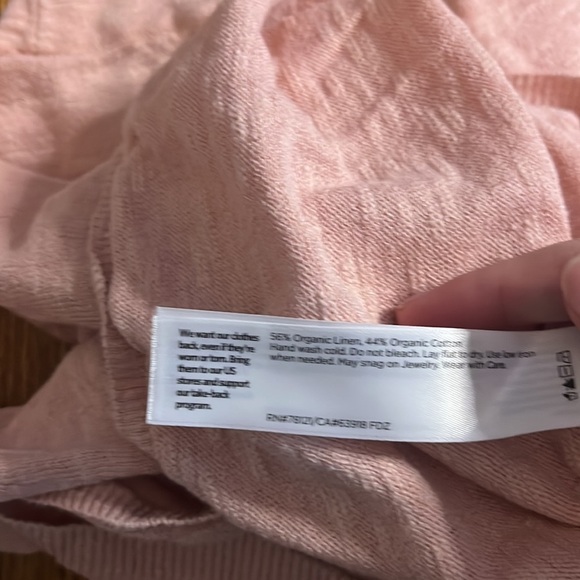 We want our clothes
back, even if they're
worn or torn. Bring
them to our US
stores and support
our take-back
program.
56% Organic Linen, 44% Organic Cotton
Hand wash cold. Do not bleach. Lay flat to dry. Use low iron
when needed. May snag on Jewelry. Wear with Care.
RN#79121/CA#63918 FDZ